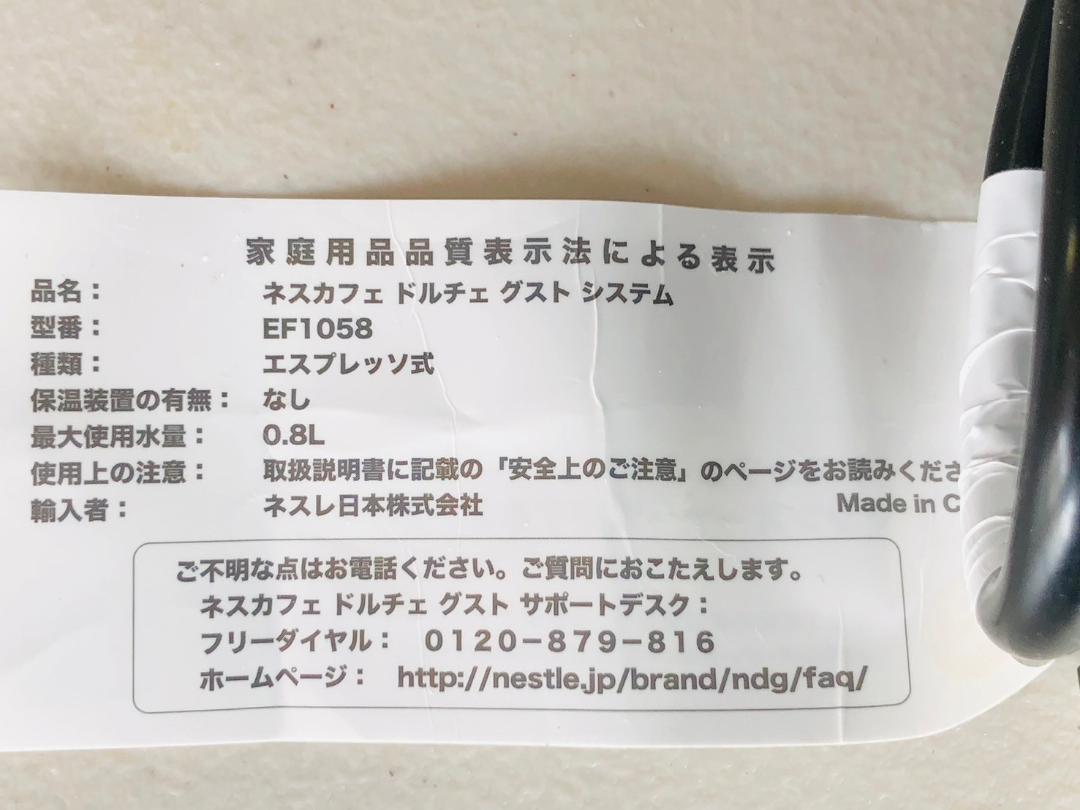 家庭用品品質表示法による表示
品名： ネスカフェ ドルチェ グスト システム
型番： EF1058
種類： エスプレッソ式
保温装置の有無： なし
最大使用水量： 0.8L
使用上の注意： 取扱説明書に記載の「安全上のご注意」のページをお読みくださ
輸入者： ネスレ日本株式会社
Made in C
ご不明な点はお電話ください。ご質問におこたえします。
ネスカフェ ドルチェ グスト サポートデスク：
フリーダイヤル： 0120－879－816
ホームページ： http://nestle.jp/brand/ndg/faq/